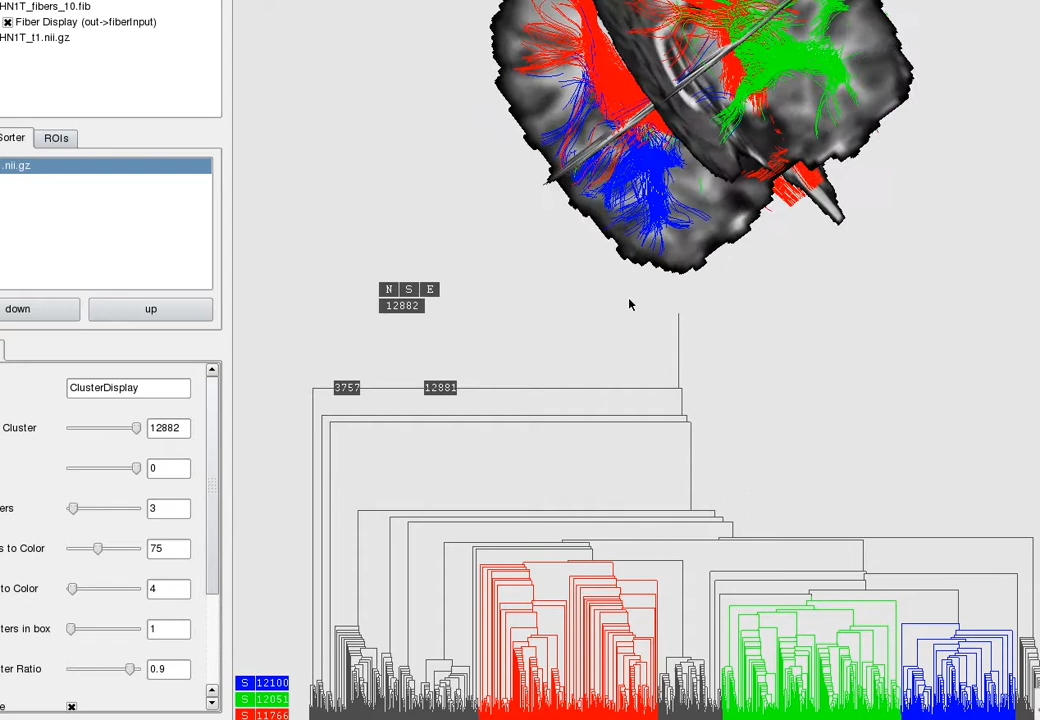 HN1T_fibers_10.fib
Fiber Display (out->fiberInput)
HN1T_t1.nii.gz
Sorter ROIs
.nii.gz
down up
N S E
12882
3757 12881
ClusterDisplay
Cluster 12882
0
ers 3
s to Color 75
to Color 4
ters in box 1
ter Ratio 0.9
e
S 12100
S 12051
S 11766